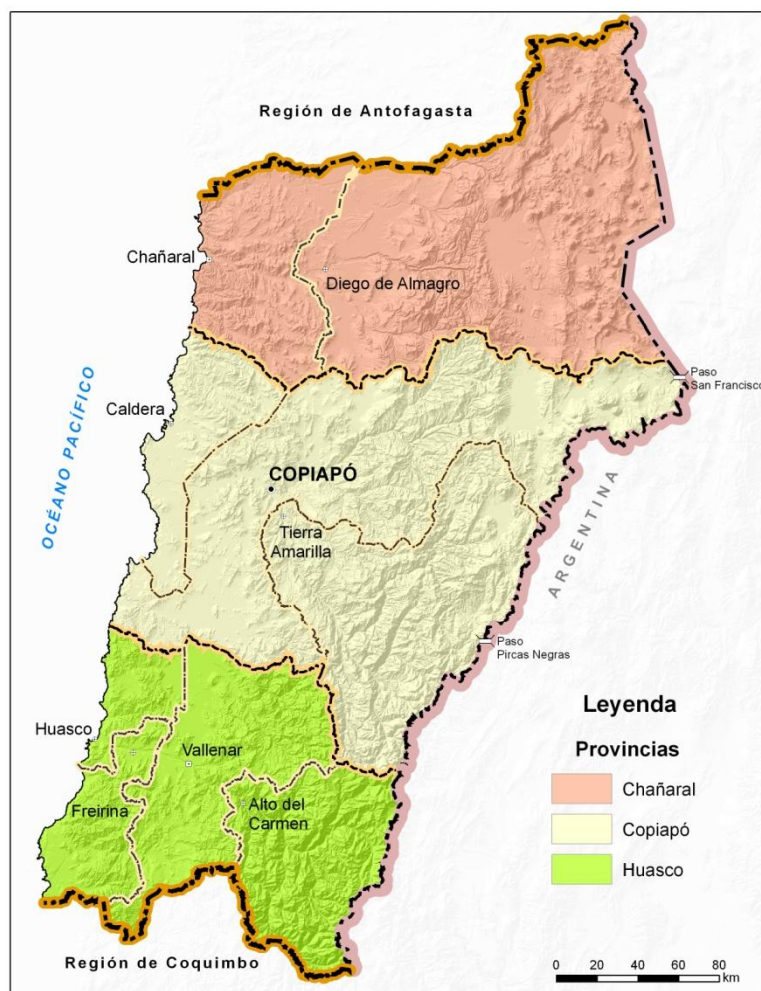 Región de Antofagasta
Chañaral
Diego de Almagro
Paso
San Francisco
Caldera
OCÉANO PACÍFICO
COPIAPÓ
Tierra
Amarilla
ARGENTINA
Paso
Pircas Negras
Huasco
Vallenar
Freirina
Alto del
Carmen
Región de Coquimbo
Leyenda
Provincias
Chañaral
Copiapó
Huasco
0 20 40 60 80
km